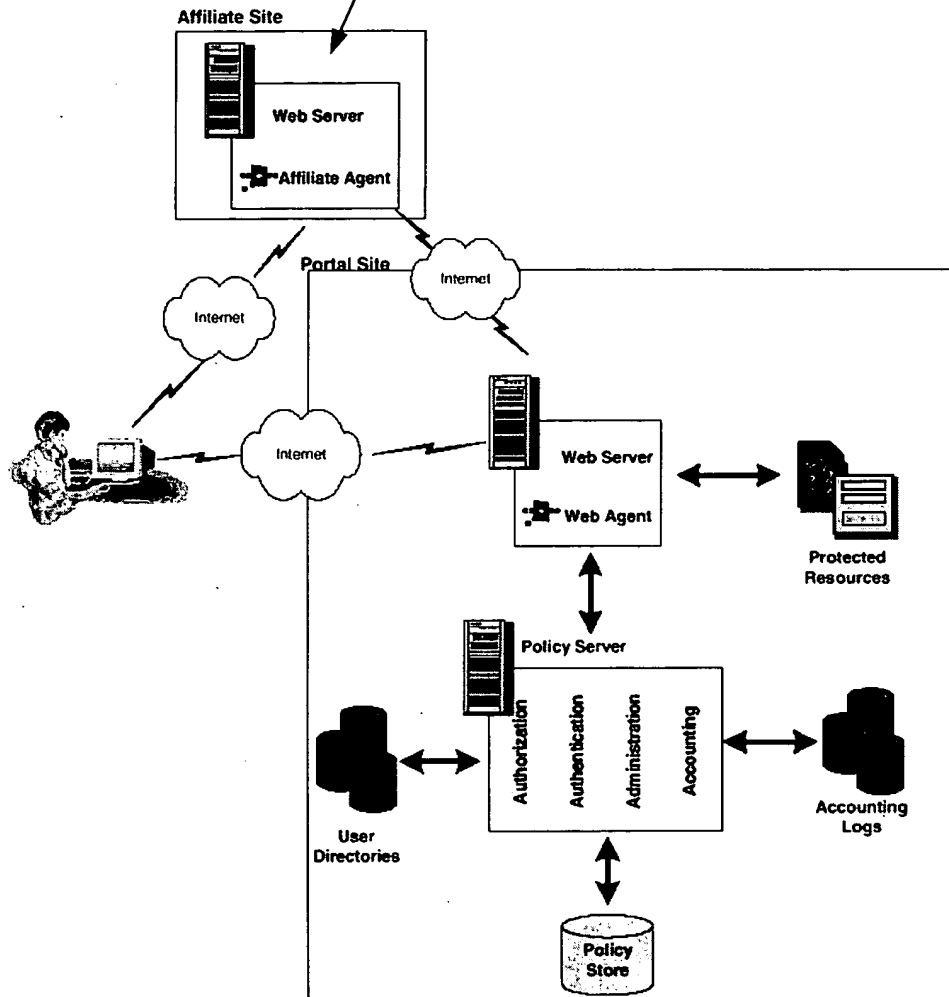 Affiliate Site
Web Server
Affiliate Agent
Portal Site
Internet
Internet
Internet
Web Server
Web Agent
Protected
Resources
Policy Server
Authorization
Authentication
Administration
Accounting
User
Directories
Accounting
Logs
Policy
Store